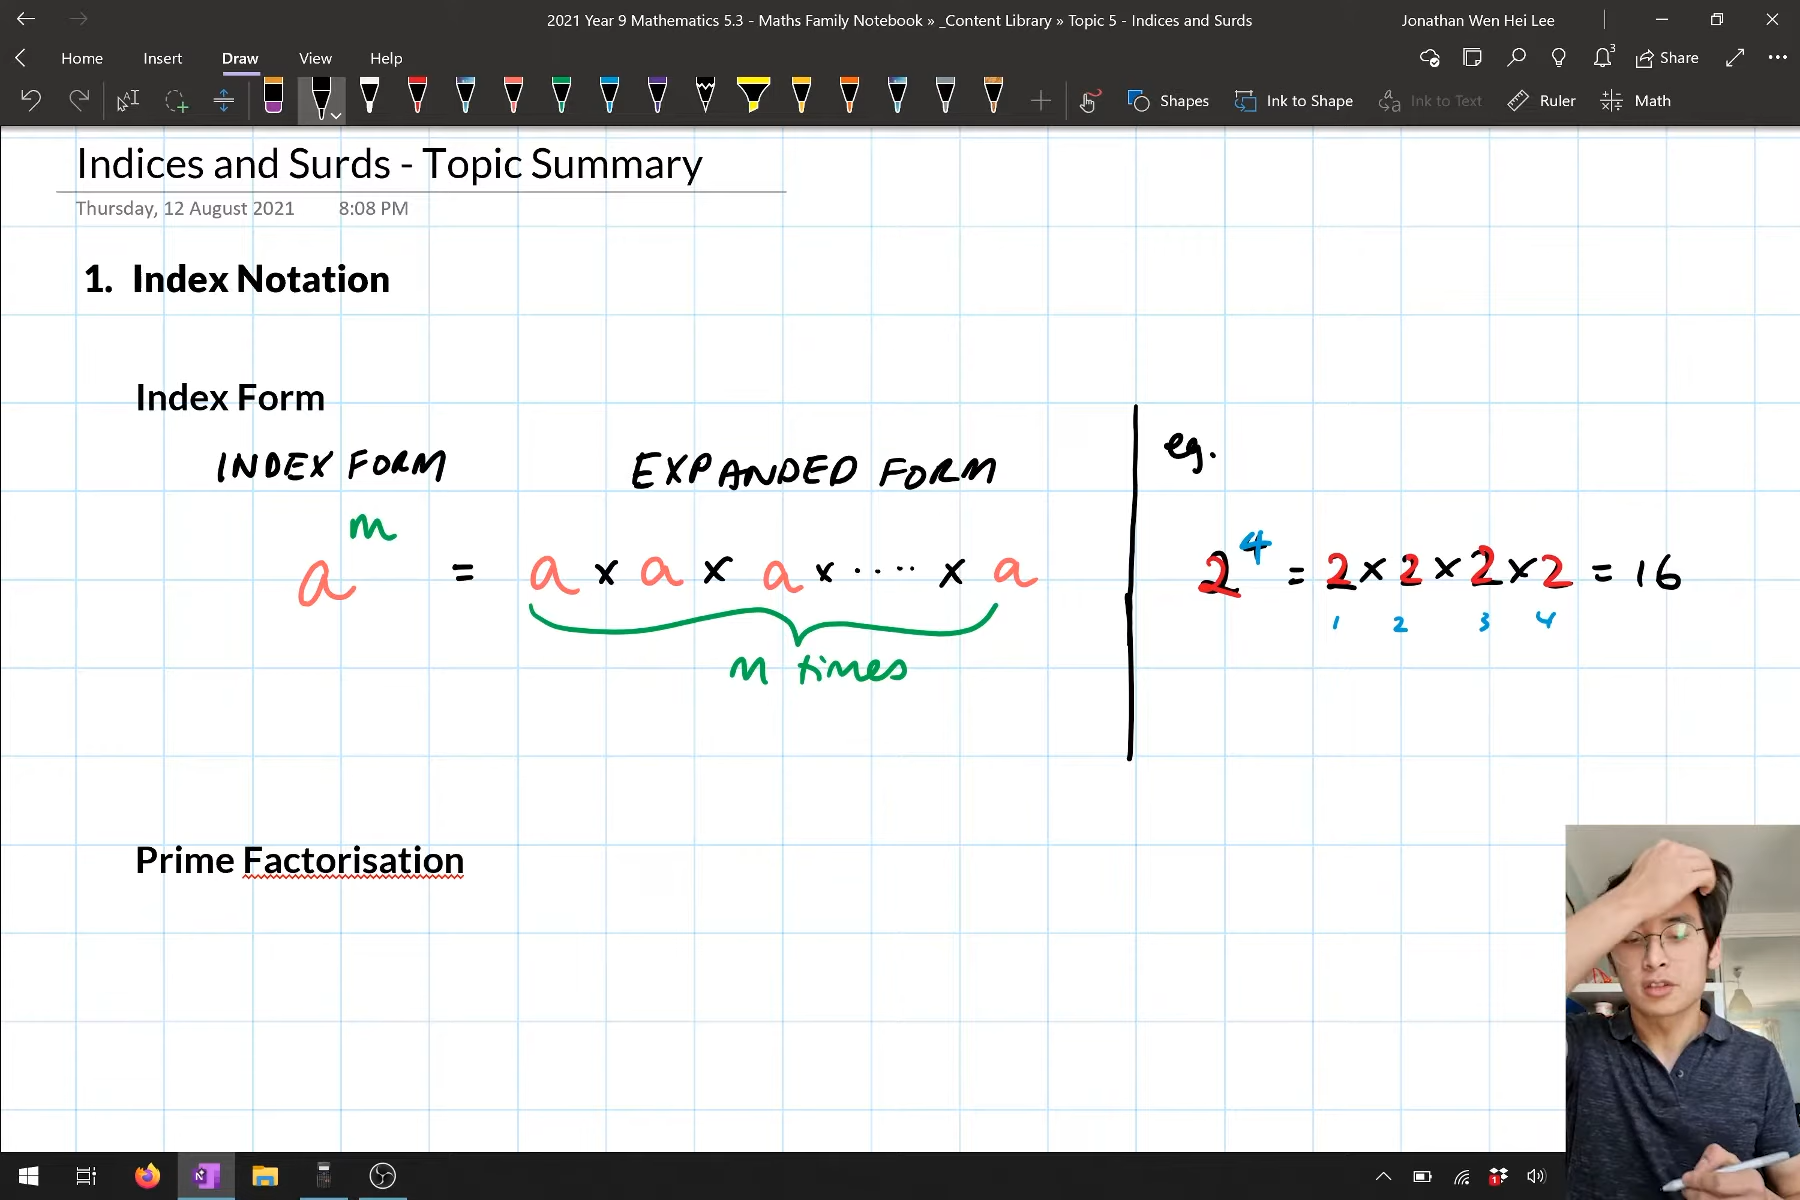 2021 Year 9 Mathematics 5.3 - Maths Family Notebook » _Content Library » Topic 5 - Indices and Surds
Jonathan Wen Hei Lee
Home Insert Draw View Help
3
Share
Shapes Ink to Shape Ink to Text Ruler Math
Indices and Surds - Topic Summary
Thursday, 12 August 2021 8:08 PM
1. Index Notation
Index Form
INDEX FORM EXPANDED FORM
a^m = a × a × a × ····· × a
m times
eg.
2^4 = 2 × 2 × 2 × 2 = 16
1 2 3 4
Prime Factorisation
1